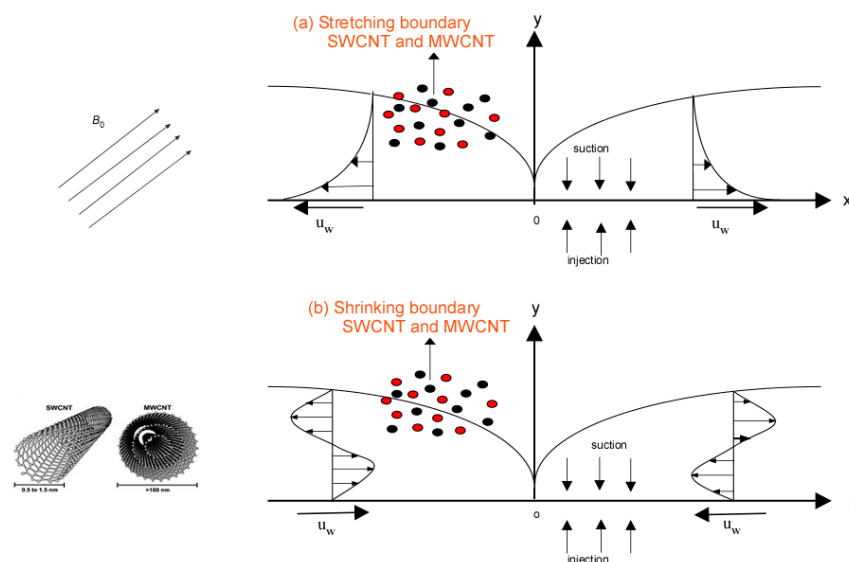 y
(a) Stretching boundary
SWCNT and MWCNT
B0
suction
x
0
uw
uw
injection
y
(b) Shrinking boundary
SWCNT and MWCNT
SWCNT
MWCNT
0.5 to 1.5 nm
>100 nm
suction
o
uw
uw
injection